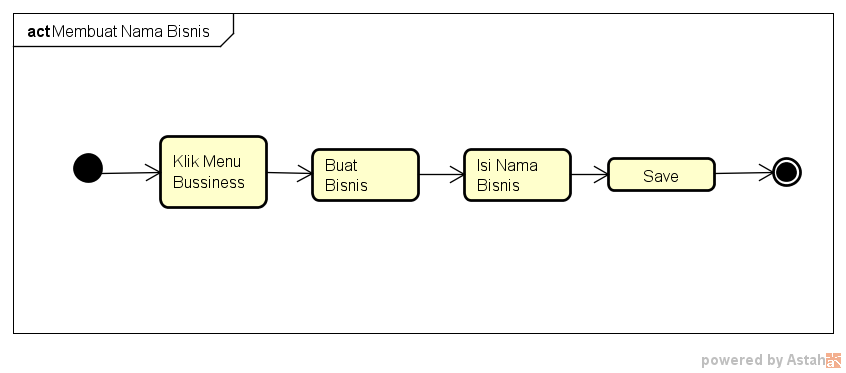 act Membuat Nama Bisnis
Klik Menu
Bussiness
Buat
Bisnis
Isi Nama
Bisnis
Save
powered by Astah